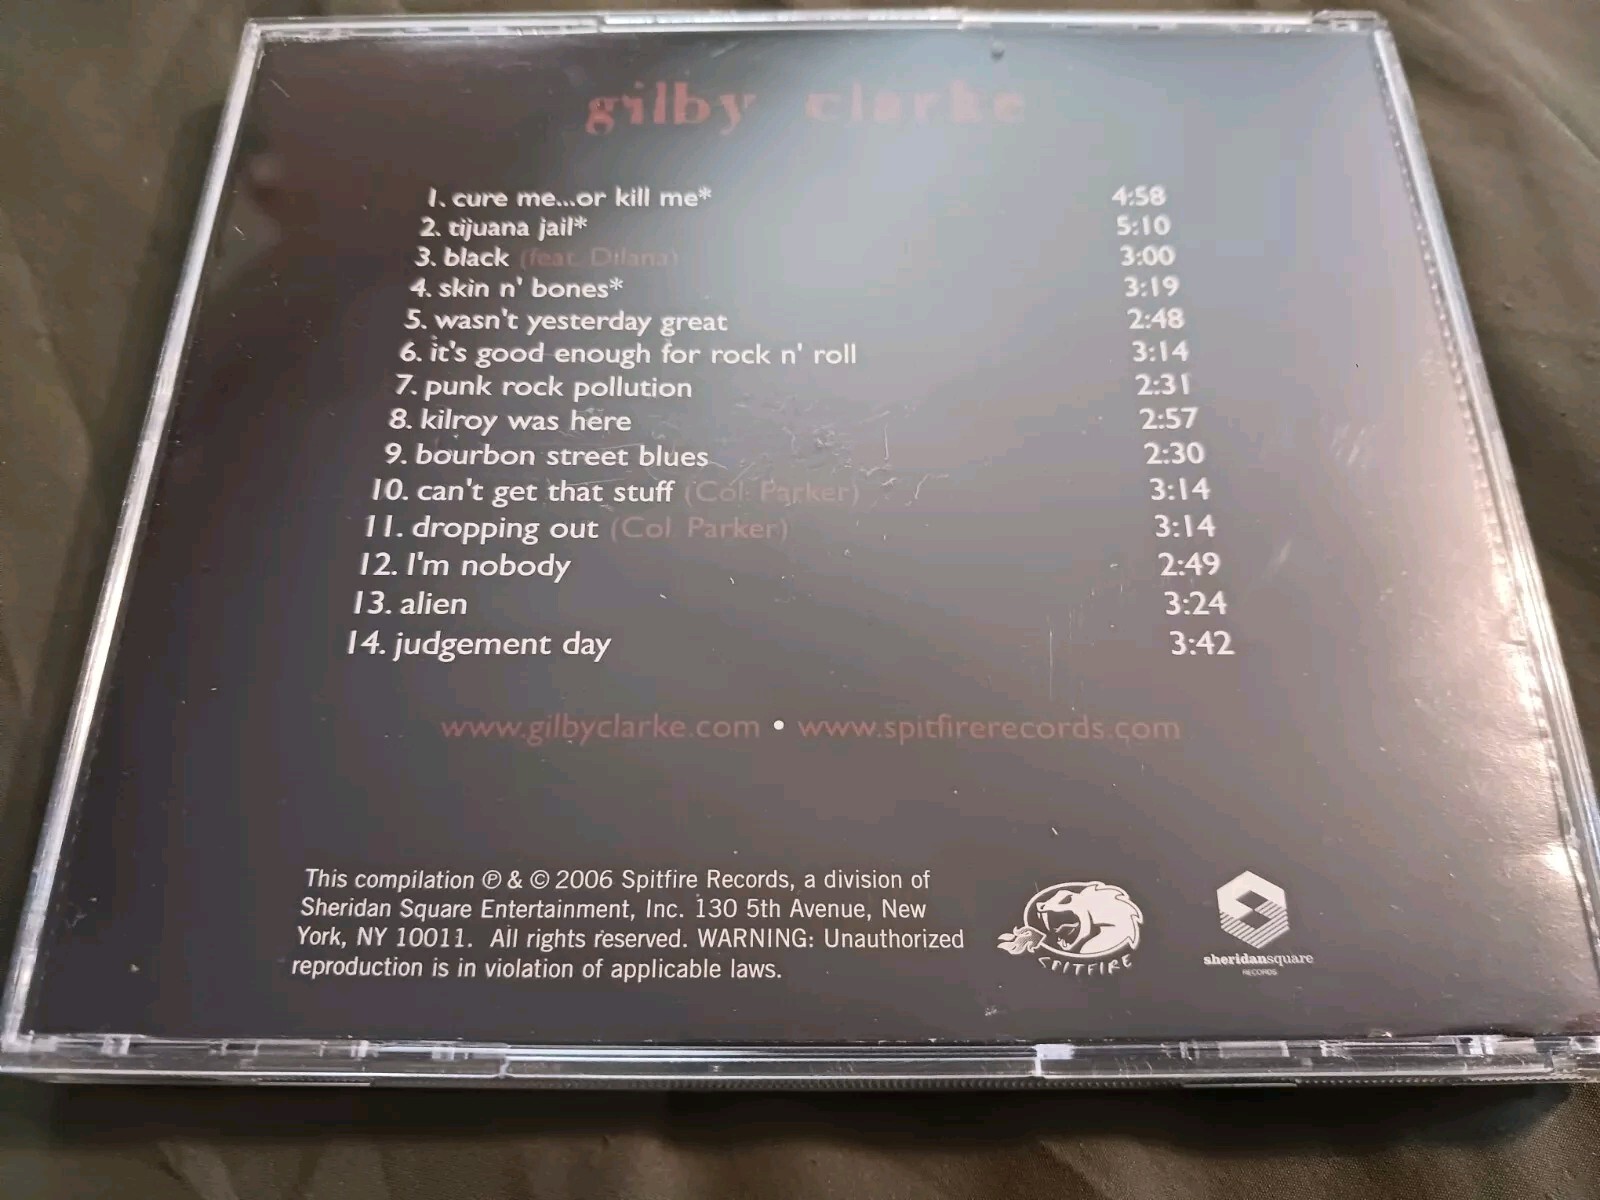 gilby clarke
1. cure me...or kill me* 4:58
2. tijuana jail* 5:10
3. black (feat. Dilana) 3:00
4. skin n' bones* 3:19
5. wasn't yesterday great 2:48
6. it's good enough for rock n' roll 3:14
7. punk rock pollution 2:31
8. kilroy was here 2:57
9. bourbon street blues 2:30
10. can't get that stuff (Col. Parker) 3:14
11. dropping out (Col. Parker) 3:14
12. I'm nobody 2:49
13. alien 3:24
14. judgement day 3:42
www.gilbyclarke.com • www.spitfirerecords.com
This compilation ℗ & © 2006 Spitfire Records, a division of
Sheridan Square Entertainment, Inc. 130 5th Avenue, New
York, NY 10011. All rights reserved. WARNING: Unauthorized
reproduction is in violation of applicable laws.
SPITFIRE
sheridansquare
RECORDS